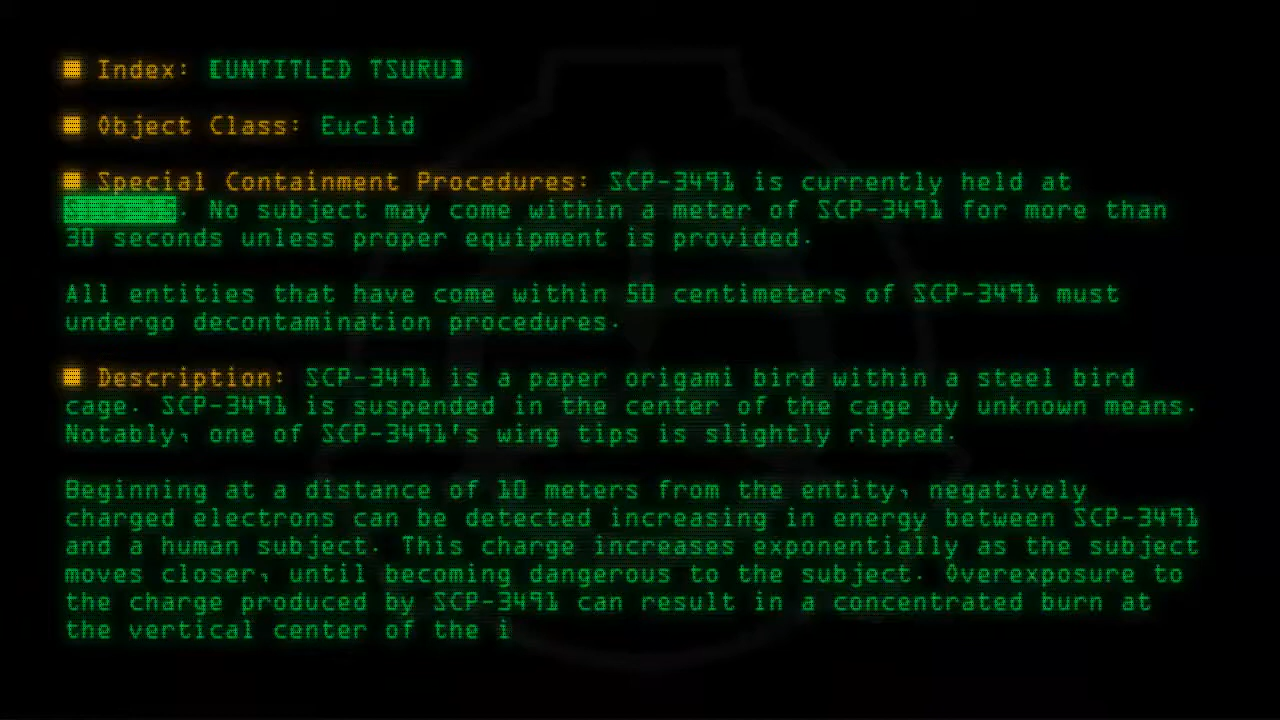 ■ Index: [UNTITLED TSURU]
■ Object Class: Euclid
■ Special Containment Procedures: SCP-3491 is currently held at
. No subject may come within a meter of SCP-3491 for more than
30 seconds unless proper equipment is provided.
All entities that have come within 50 centimeters of SCP-3491 must
undergo decontamination procedures.
■ Description: SCP-3491 is a paper origami bird within a steel bird
cage. SCP-3491 is suspended in the center of the cage by unknown means.
Notably, one of SCP-3491's wing tips is slightly ripped.
Beginning at a distance of 10 meters from the entity, negatively
charged electrons can be detected increasing in energy between SCP-3491
and a human subject. This charge increases exponentially as the subject
moves closer, until becoming dangerous to the subject. Overexposure to
the charge produced by SCP-3491 can result in a concentrated burn at
the vertical center of the i